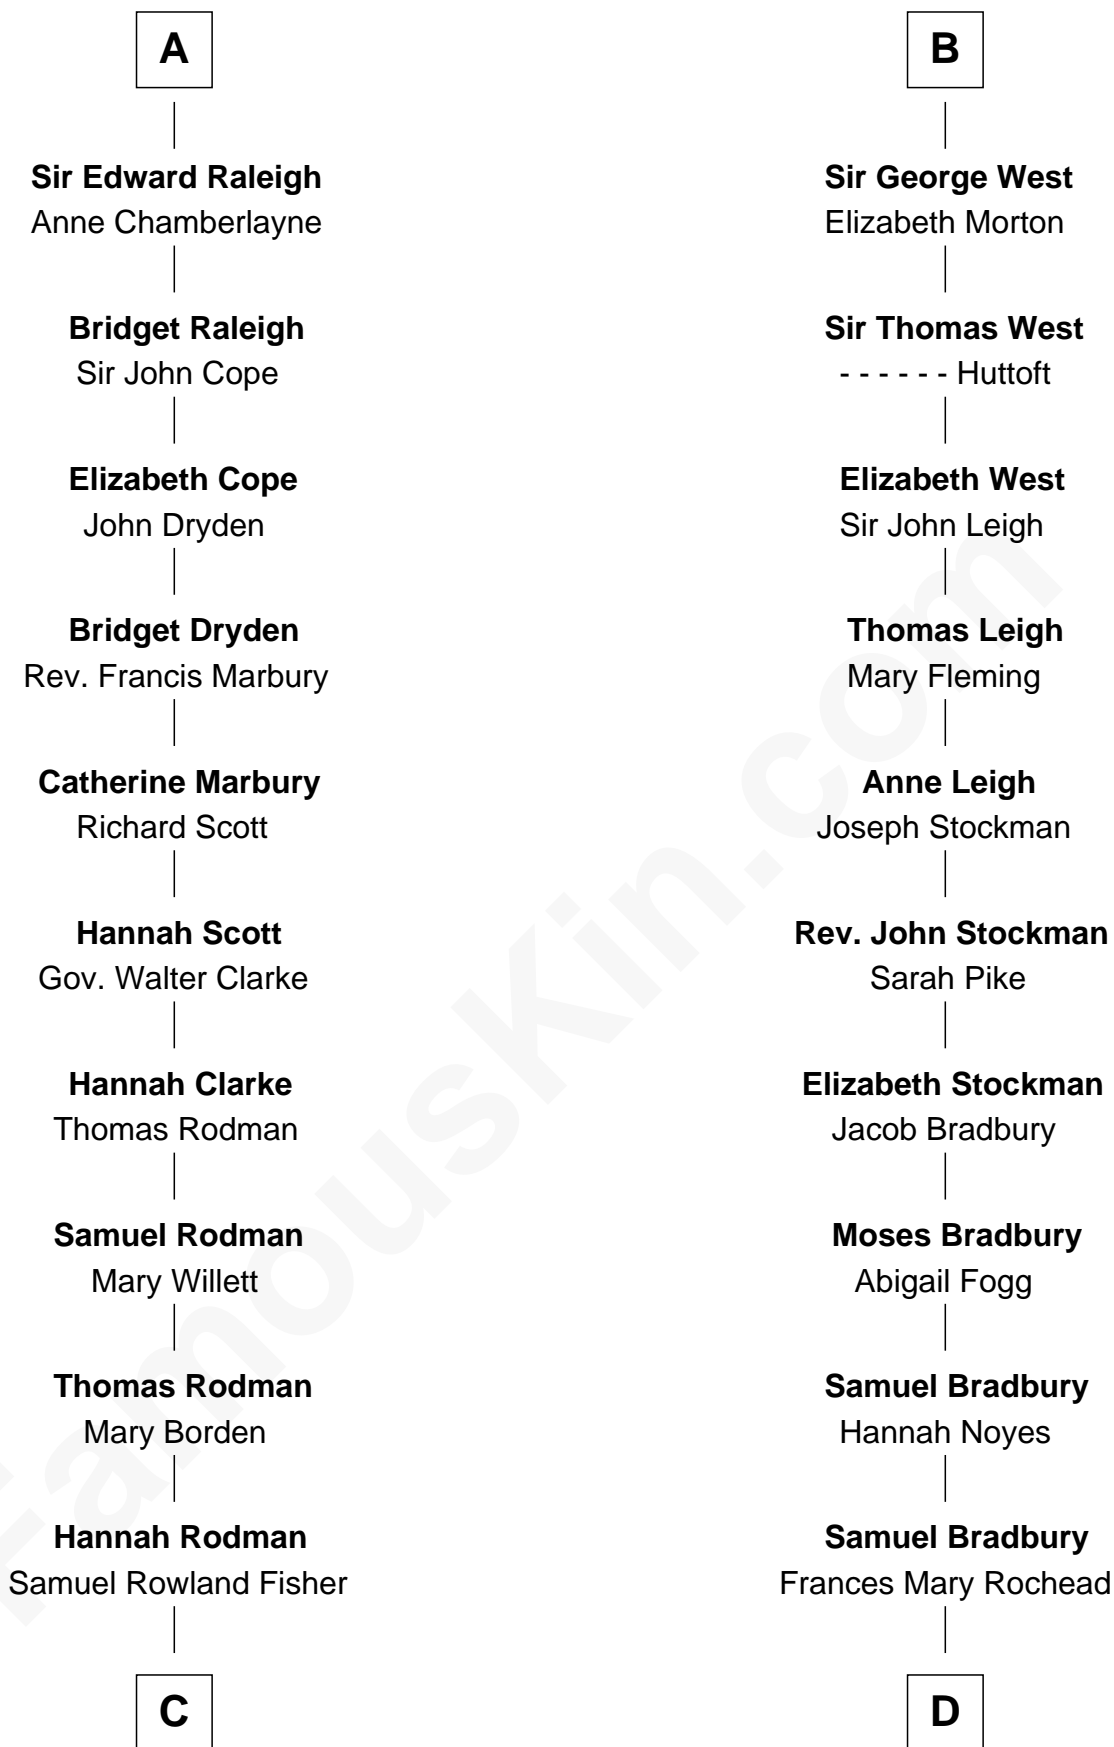 A
Sir Edward Raleigh
Anne Chamberlayne
Bridget Raleigh
Sir John Cope
Elizabeth Cope
John Dryden
Bridget Dryden
Rev. Francis Marbury
Catherine Marbury
Richard Scott
Hannah Scott
Gov. Walter Clarke
Hannah Clarke
Thomas Rodman
Samuel Rodman
Mary Willett
Thomas Rodman
Mary Borden
Hannah Rodman
Samuel Rowland Fisher
C
B
Sir George West
Elizabeth Morton
Sir Thomas West
- - - - - - Huttoft
Elizabeth West
Sir John Leigh
Thomas Leigh
Mary Fleming
Anne Leigh
Joseph Stockman
Rev. John Stockman
Sarah Pike
Elizabeth Stockman
Jacob Bradbury
Moses Bradbury
Abigail Fogg
Samuel Bradbury
Hannah Noyes
Samuel Bradbury
Frances Mary Rochead
D
FamousKin.com